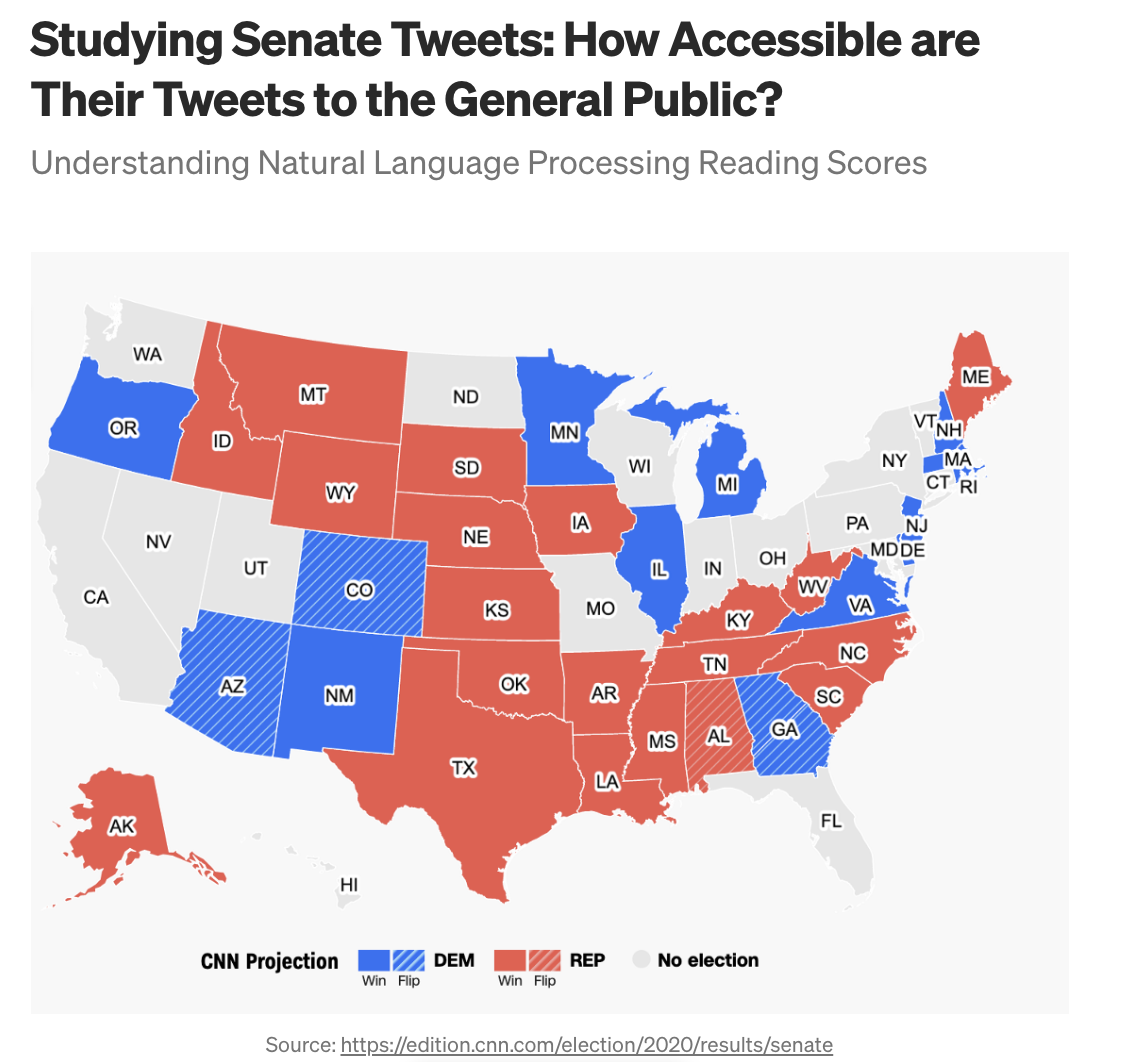 Studying Senate Tweets: How Accessible are
Their Tweets to the General Public?
Understanding Natural Language Processing Reading Scores
WA
MT
ND
MN
ME
OR
ID
SD
WI
MI
VT
NH
NY
MA
CT
RI
WY
IA
NE
PA
NJ
NV
UT
CO
IL
IN
OH
MD
DE
CA
KS
MO
WV
VA
KY
AZ
NM
OK
AR
TN
NC
SC
TX
LA
MS
AL
GA
FL
AK
HI
CNN Projection
DEM
REP
No election
Win
Flip
Win
Flip
Source: https://edition.cnn.com/election/2020/results/senate